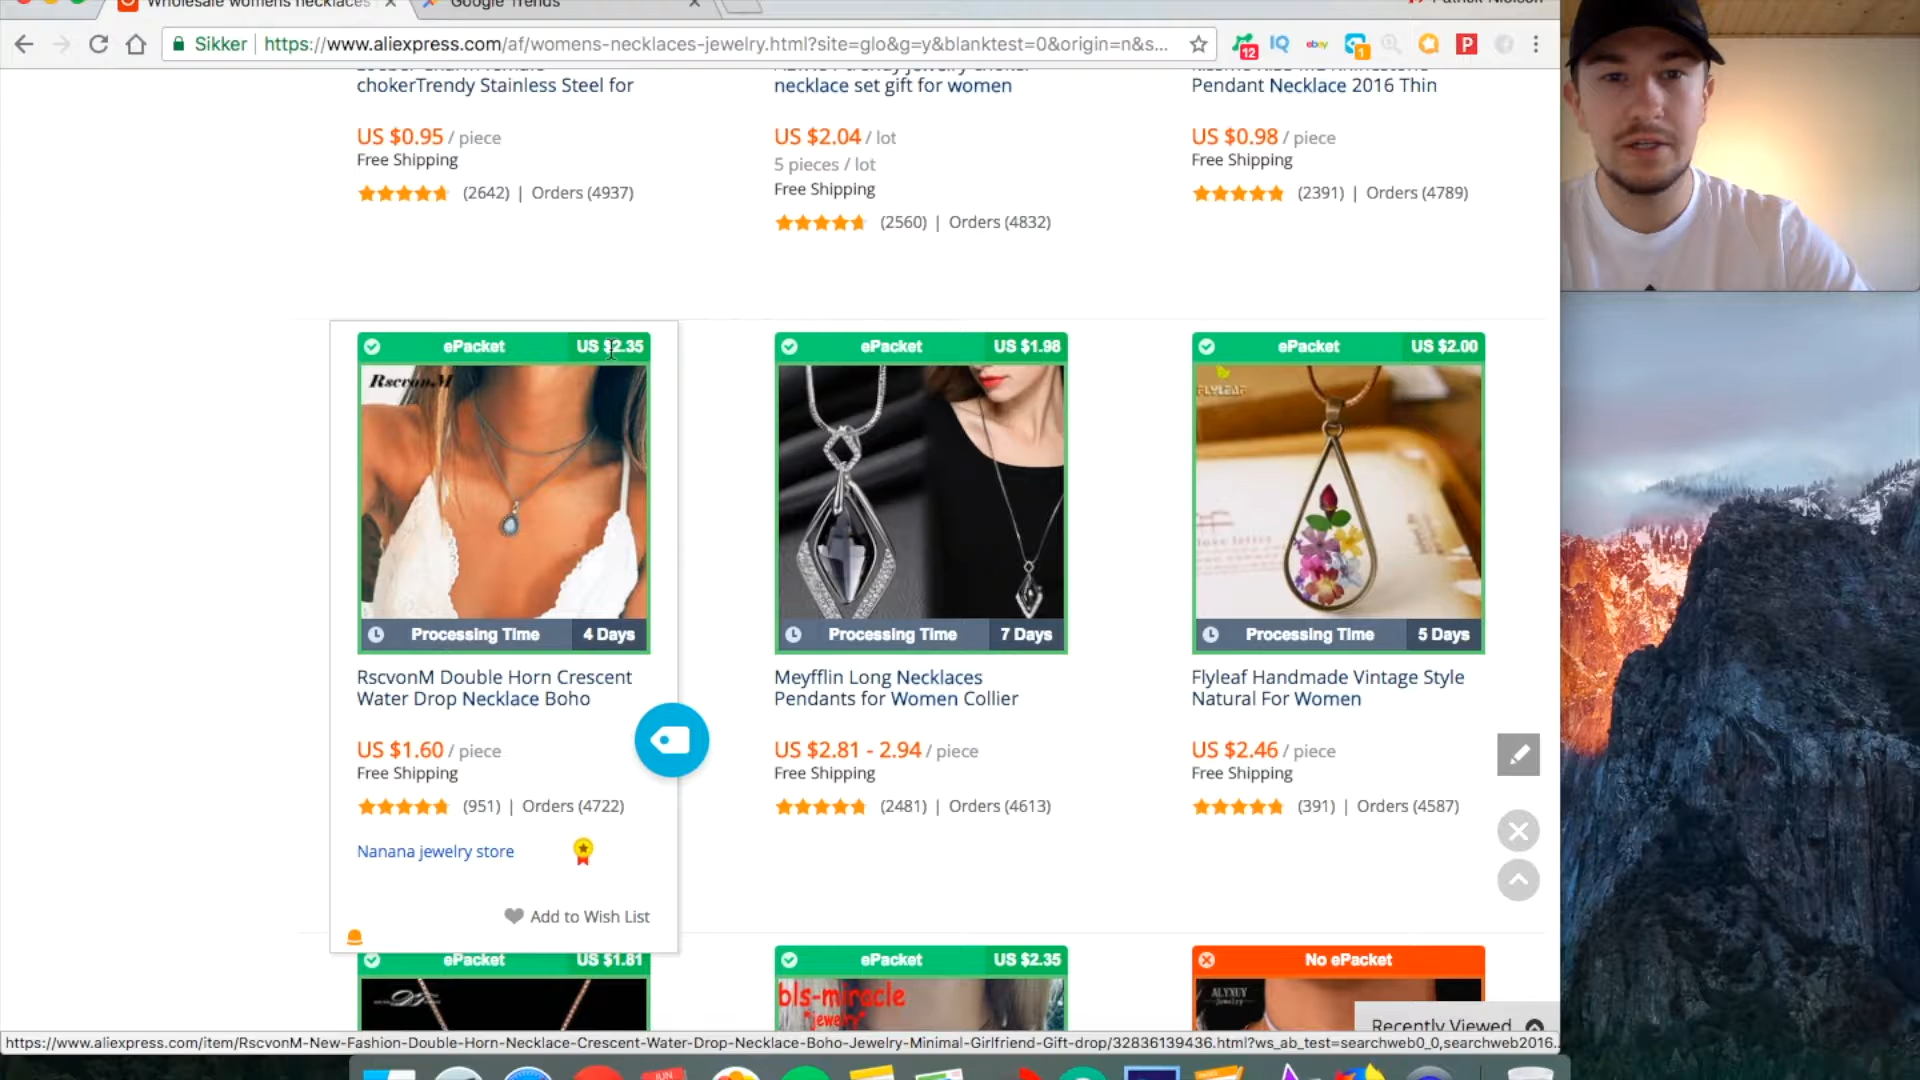 Wholesale womens necklaces
Google Trends
Patrick Nielsen
Sikker
https://www.aliexpress.com/af/womens-necklaces-jewelry.html?site=glo&g=y&blanktest=0&origin=n&s...
12
IQ
ebay
1
P
chokerTrendy Stainless Steel for
US $0.95 / piece
Free Shipping
(2642) | Orders (4937)
necklace set gift for women
US $2.04 / lot
5 pieces / lot
Free Shipping
(2560) | Orders (4832)
Pendant Necklace 2016 Thin
US $0.98 / piece
Free Shipping
(2391) | Orders (4789)
ePacket US $2.35
RscvonM
Processing Time 4 Days
RscvonM Double Horn Crescent
Water Drop Necklace Boho
US $1.60 / piece
Free Shipping
(951) | Orders (4722)
Nanana jewelry store
Add to Wish List
ePacket US $1.98
Processing Time 7 Days
Meyfflin Long Necklaces
Pendants for Women Collier
US $2.81 - 2.94 / piece
Free Shipping
(2481) | Orders (4613)
ePacket US $2.00
FLYLEAF
love letter
Processing Time 5 Days
Flyleaf Handmade Vintage Style
Natural For Women
US $2.46 / piece
Free Shipping
(391) | Orders (4587)
ePacket US $1.81
ePacket US $2.35
bls-miracle
"jewelry"
No ePacket
ALYXUY
Jewelry
Recently Viewed
https://www.aliexpress.com/item/RscvonM-New-Fashion-Double-Horn-Necklace-Crescent-Water-Drop-Necklace-Boho-Jewelry-Minimal-Girlfriend-Gift-drop/32836139436.html?ws_ab_test=searchweb0_0,searchweb2016...
JUN